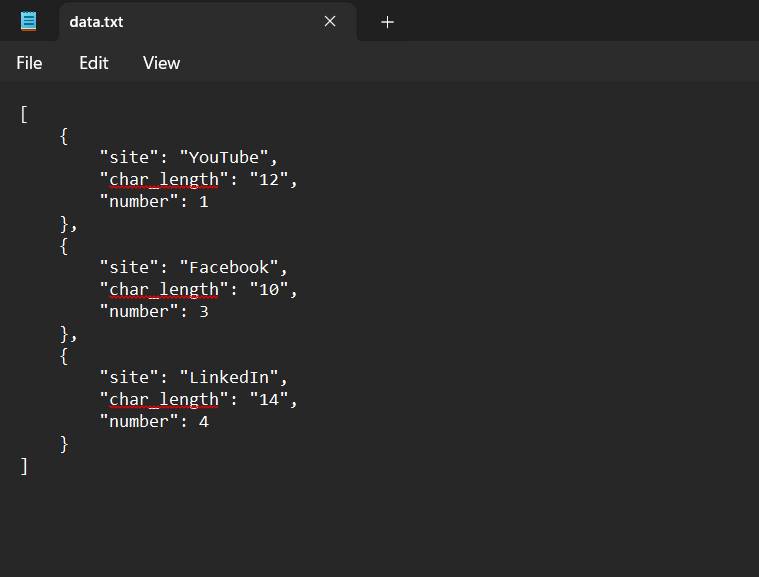 data.txt
File Edit View
[
    {
        "site": "YouTube",
        "char_length": "12",
        "number": 1
    },
    {
        "site": "Facebook",
        "char_length": "10",
        "number": 3
    },
    {
        "site": "LinkedIn",
        "char_length": "14",
        "number": 4
    }
]